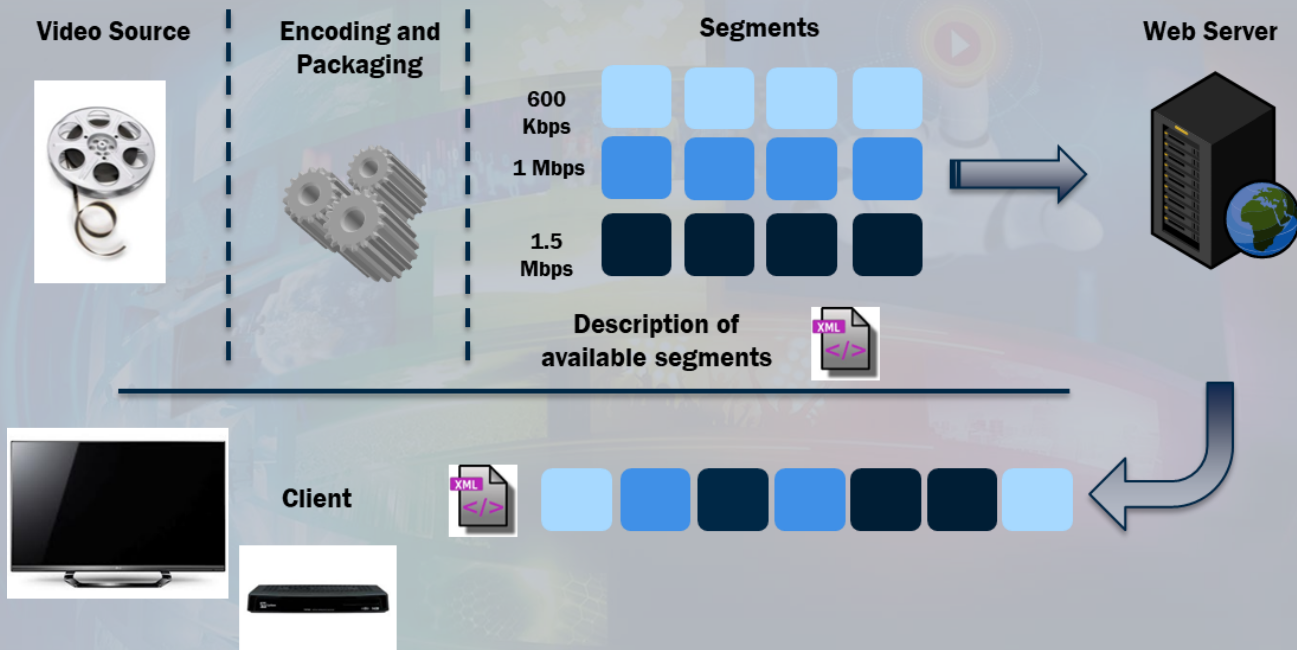 Video Source
Encoding and
Packaging
Segments
Web Server
600
Kbps
1 Mbps
1.5
Mbps
Description of
available segments
XML
</>
Client
XML
</>